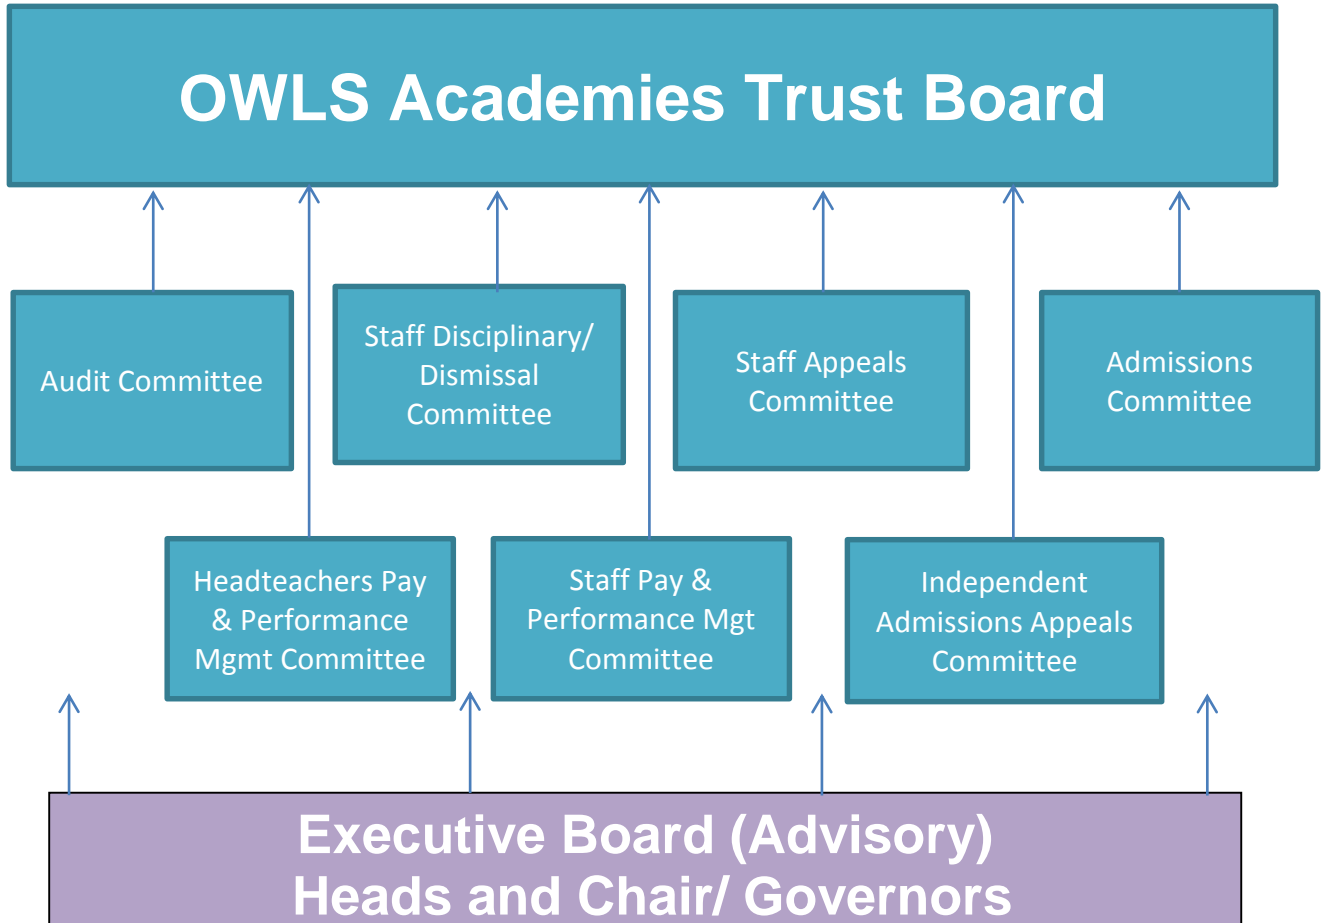 OWLS Academies Trust Board
Audit Committee
Staff Disciplinary/
Dismissal
Committee
Staff Appeals
Committee
Admissions
Committee
Headteachers Pay
& Performance
Mgmt Committee
Staff Pay &
Performance Mgt
Committee
Independent
Admissions Appeals
Committee
Executive Board (Advisory)
Heads and Chair/ Governors